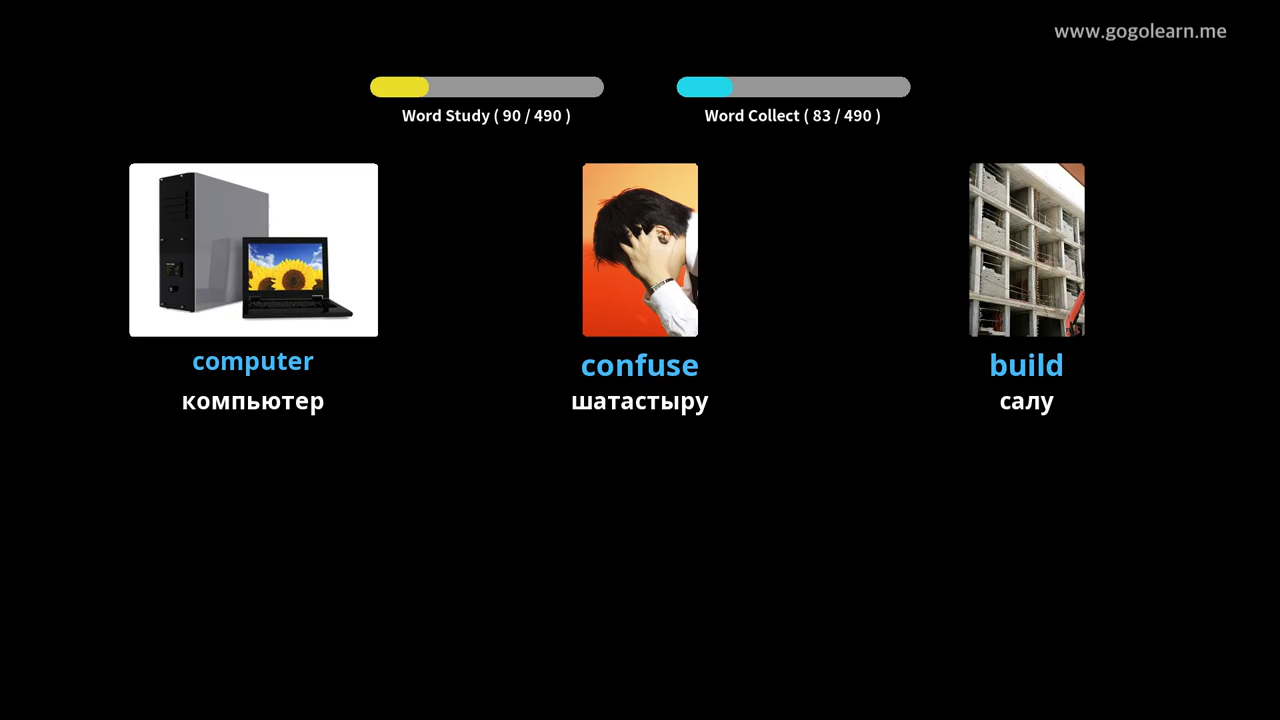 www.gogolearn.me
Word Study ( 90 / 490 )
Word Collect ( 83 / 490 )
computer
компьютер
confuse
шатастыру
build
салу